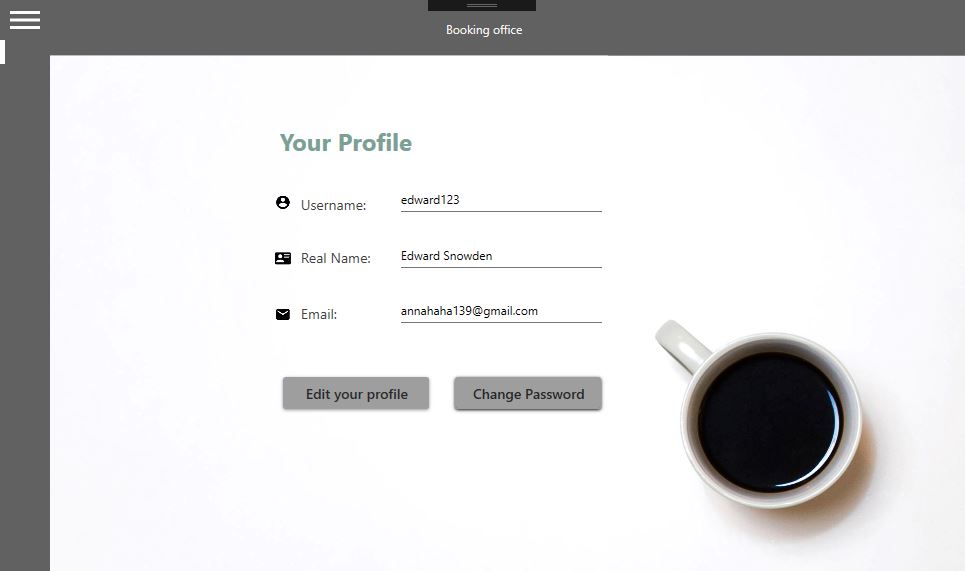 Booking office
Your Profile
Username: edward123
Real Name: Edward Snowden
Email: annahaha139@gmail.com
Edit your profile Change Password